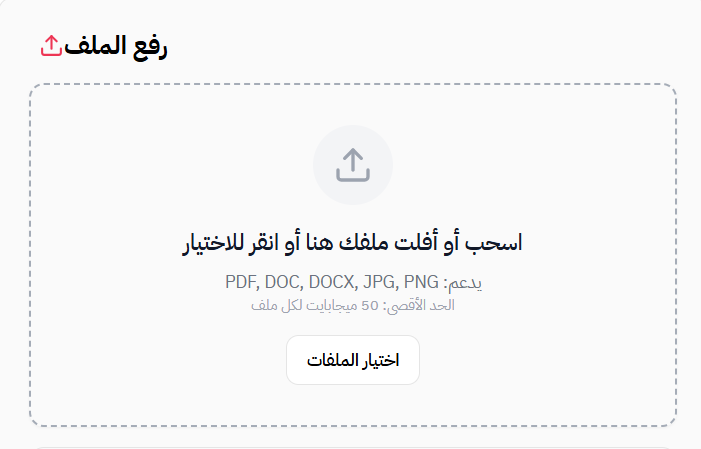 رفع الملف
اسحب أو أفلت ملفك هنا أو انقر للاختيار
يدعم: PDF, DOC, DOCX, JPG, PNG
الحد الأقصى: 50 ميجابايت لكل ملف
اختيار الملفات